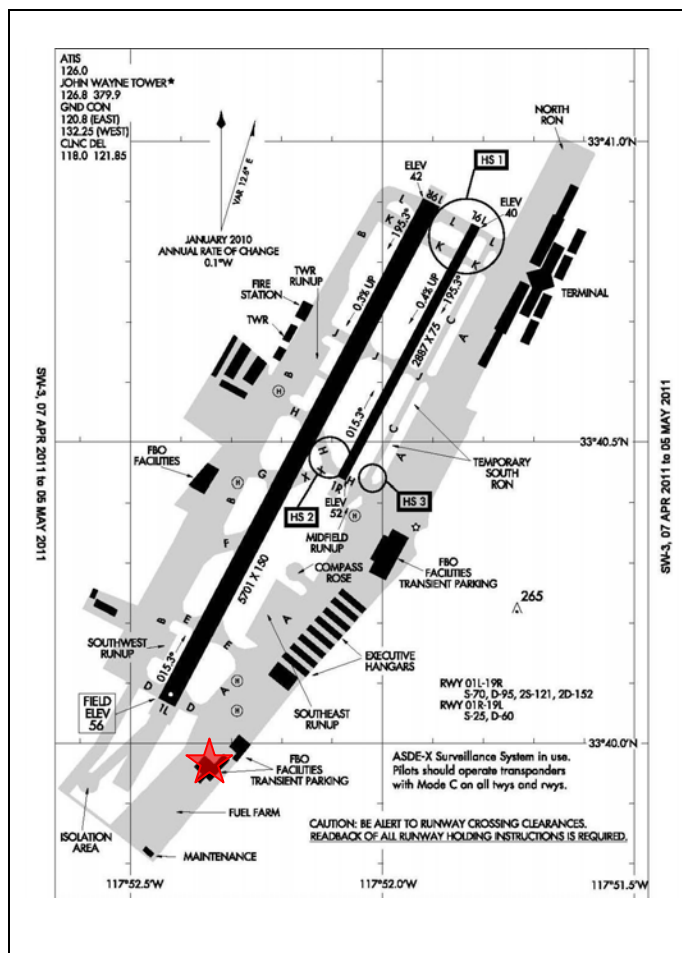 ATIS
126.0
JOHN WAYNE TOWER*
126.8 379.9
GND CON
120.8 (EAST)
132.25 (WEST)
CLNC DEL
118.0 121.85
VAR 12.6° E
JANUARY 2010
ANNUAL RATE OF CHANGE
0.1°W
NORTH
RON
33°41.0'N
HS 1
ELEV
42
19R
L
L
19L
ELEV
40
L
L
K
B
K
K
195.3°
195.3°
0.3% UP
0.4% UP
2887 X 75
TERMINAL
FIRE
STATION
TWR
RUNUP
TWR
J
J
L
C
A
B
H
H
015.3°
C
A
33°40.5'N
TEMPORARY
SOUTH
RON
FBO
FACILITIES
H
G
X
X
H
1R
H
B
F
H
HS 2
ELEV
52
HS 3
MIDFIELD
RUNUP
H
5701 X 150
COMPASS
ROSE
FBO
FACILITIES
TRANSIENT PARKING
265
SOUTHWEST
RUNUP
B
E
E
A
015.3°
EXECUTIVE
HANGARS
D
D
1L
A
H
H
FIELD
ELEV
56
SOUTHEAST
RUNUP
RWY 01L-19R
S-70, D-95, 2S-121, 2D-152
RWY 01R-19L
S-25, D-60
33°40.0'N
FBO
FACILITIES
TRANSIENT PARKING
ASDE-X Surveillance System in use.
Pilots should operate transponders
with Mode C on all twys and rwys.
FUEL FARM
ISOLATION
AREA
MAINTENANCE
CAUTION: BE ALERT TO RUNWAY CROSSING CLEARANCES.
READBACK OF ALL RUNWAY HOLDING INSTRUCTIONS IS REQUIRED.
117°52.5'W
117°52.0'W
117°51.5'W
SW-3, 07 APR 2011 to 05 MAY 2011
SW-3, 07 APR 2011 to 05 MAY 2011